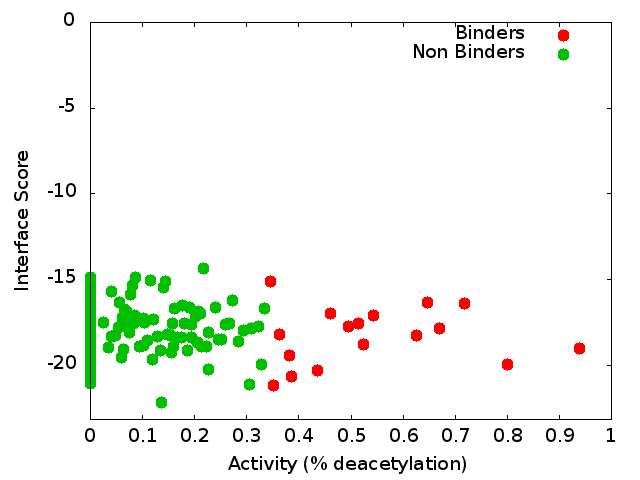 0
Binders
Non Binders
-5
-10
-15
-20
Interface Score
0 0.1 0.2 0.3 0.4 0.5 0.6 0.7 0.8 0.9 1
Activity (% deacetylation)